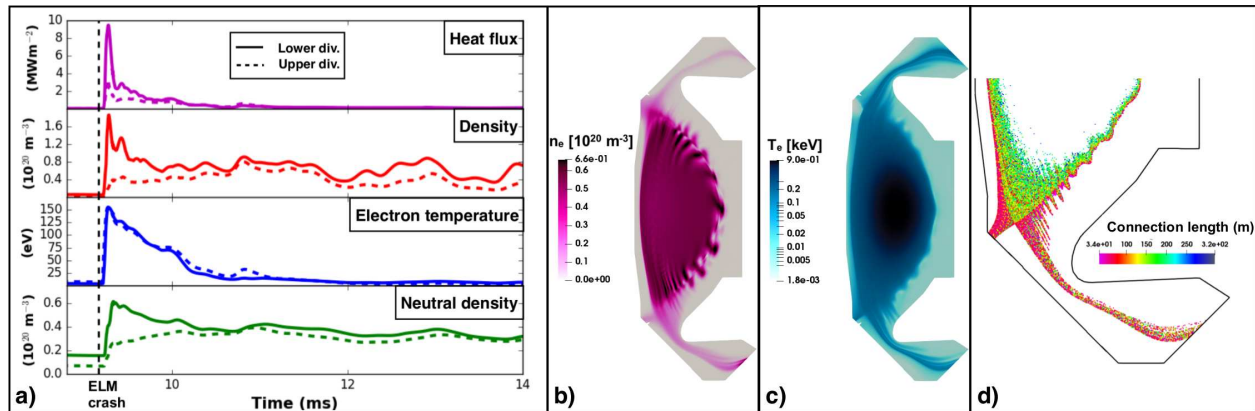 a)
Heat flux
Lower div.
Upper div.
(MWm⁻²)
10
8
6
4
2
Density
(10²⁰ m⁻³)
1.6
1.2
0.8
0.4
Electron temperature
(eV)
150
125
100
75
50
25
0
Neutral density
(10²⁰ m⁻³)
0.6
0.4
0.2
0.0
10
12
14
ELM
crash
Time (ms)
b)
nₑ [10²⁰ m⁻³]
6.6e-01
0.5
0.4
0.3
0.2
0.1
0.0e+00
c)
Tₑ [keV]
9.0e-01
0.2
0.1
0.05
0.02
0.01
0.005
1.8e-03
d)
Connection length (m)
3.4e+01
100
150
200
250
3.2e+02